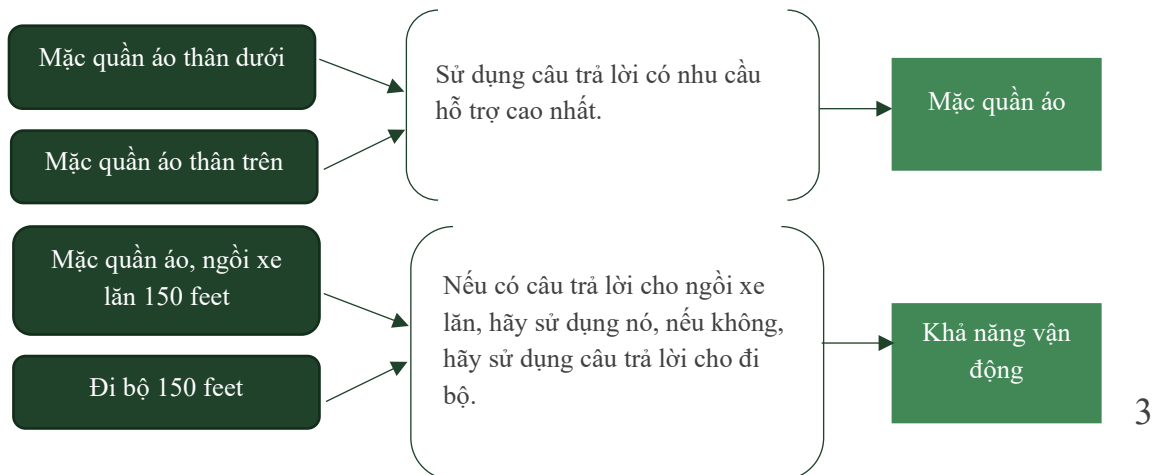 Mặc quần áo thân dưới
Mặc quần áo thân trên
Sử dụng câu trả lời có nhu cầu
hỗ trợ cao nhất.
Mặc quần áo
Mặc quần áo, ngồi xe
lăn 150 feet
Đi bộ 150 feet
Nếu có câu trả lời cho ngồi xe
lăn, hãy sử dụng nó, nếu không,
hãy sử dụng câu trả lời cho đi
bộ.
Khả năng vận
động
3